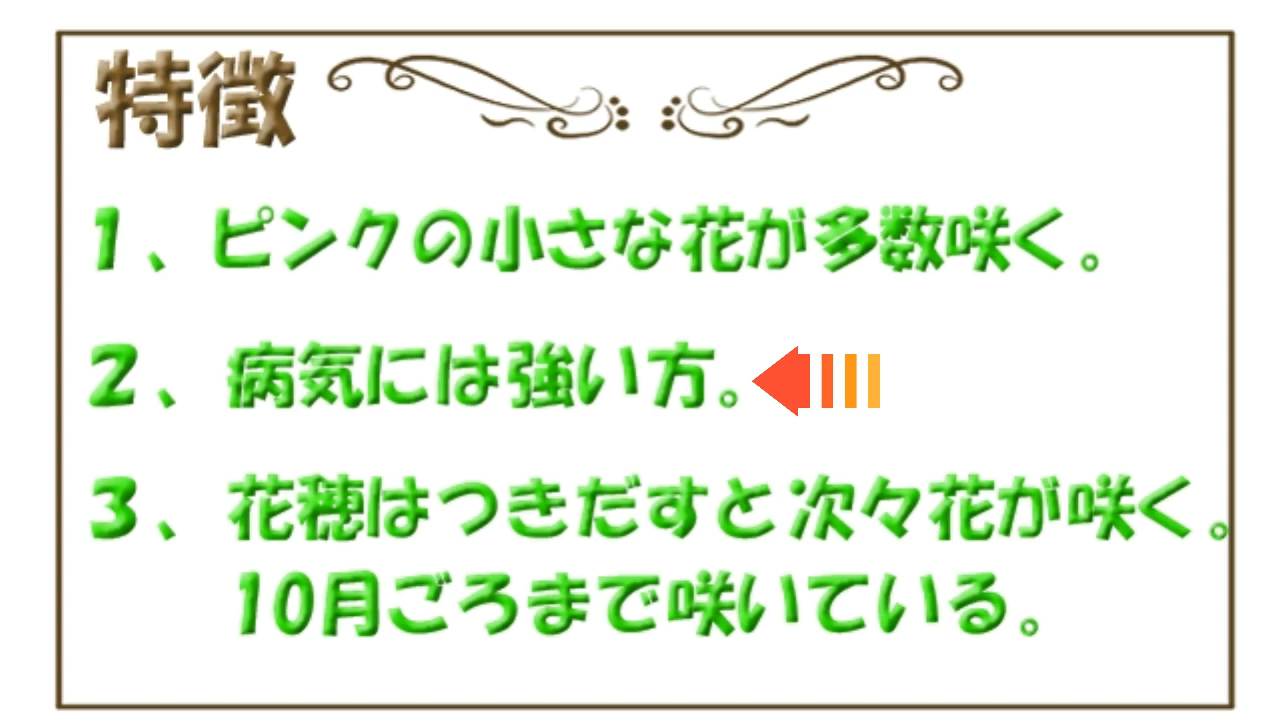 特徴
1、ピンクの小さな花が多数咲く。
2、病気には強い方。
3、花穂はつきだすと次々花が咲く。
10月ごろまで咲いている。